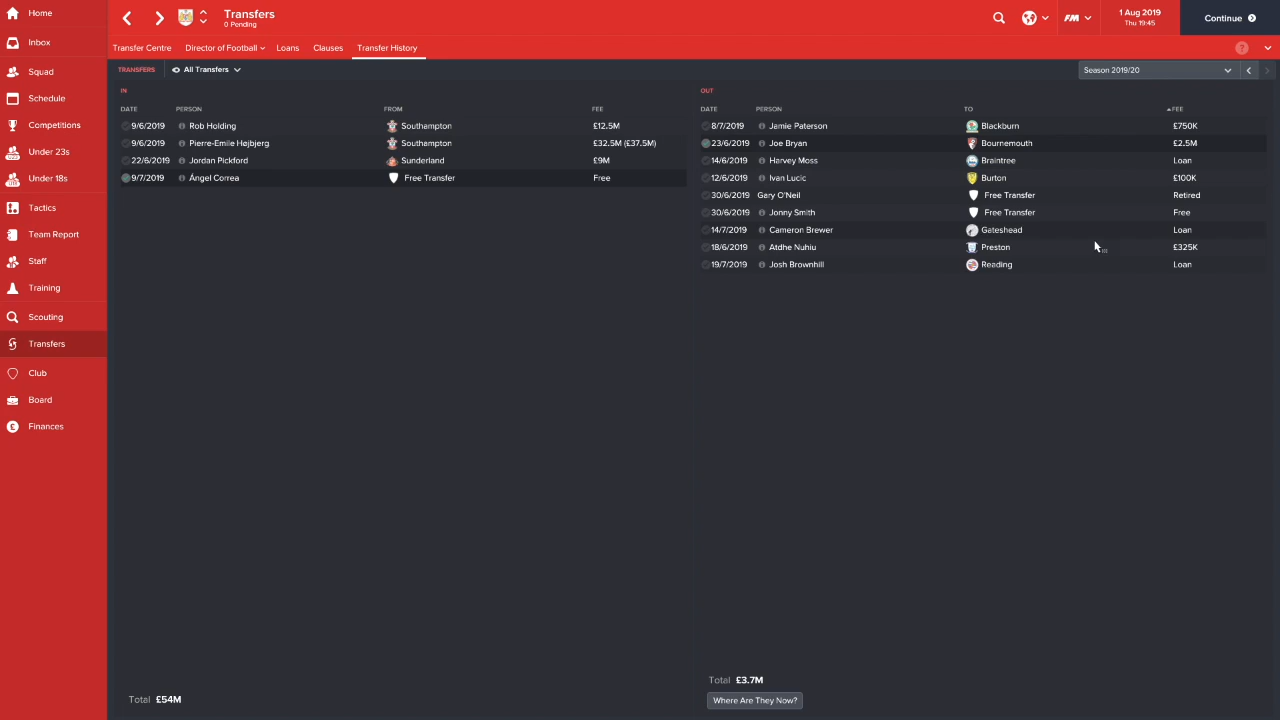 Home
Inbox
Squad
Schedule
Competitions
Under 23s
Under 18s
Tactics
Team Report
Staff
Training
Scouting
Transfers
Club
Board
Finances
Transfers
0 Pending
FM
1 Aug 2019
Thu 19:45
Continue
Transfer Centre Director of Football Loans Clauses Transfer History
?
TRANSFERS All Transfers Season 2019/20
IN
DATE PERSON FROM FEE
9/6/2019 Rob Holding Southampton £12.5M
9/6/2019 Pierre-Emile Højbjerg Southampton £32.5M (£37.5M)
22/6/2019 Jordan Pickford Sunderland £9M
9/7/2019 Ángel Correa Free Transfer Free
Total £54M
OUT
DATE PERSON TO FEE
8/7/2019 Jamie Paterson Blackburn £750K
23/6/2019 Joe Bryan Bournemouth £2.5M
14/6/2019 Harvey Moss Braintree Loan
12/6/2019 Ivan Lucic Burton £100K
30/6/2019 Gary O'Neil Free Transfer Retired
30/6/2019 Jonny Smith Free Transfer Free
14/7/2019 Cameron Brewer Gateshead Loan
18/6/2019 Atdhe Nuhiu Preston £325K
19/7/2019 Josh Brownhill Reading Loan
Total £3.7M
Where Are They Now?